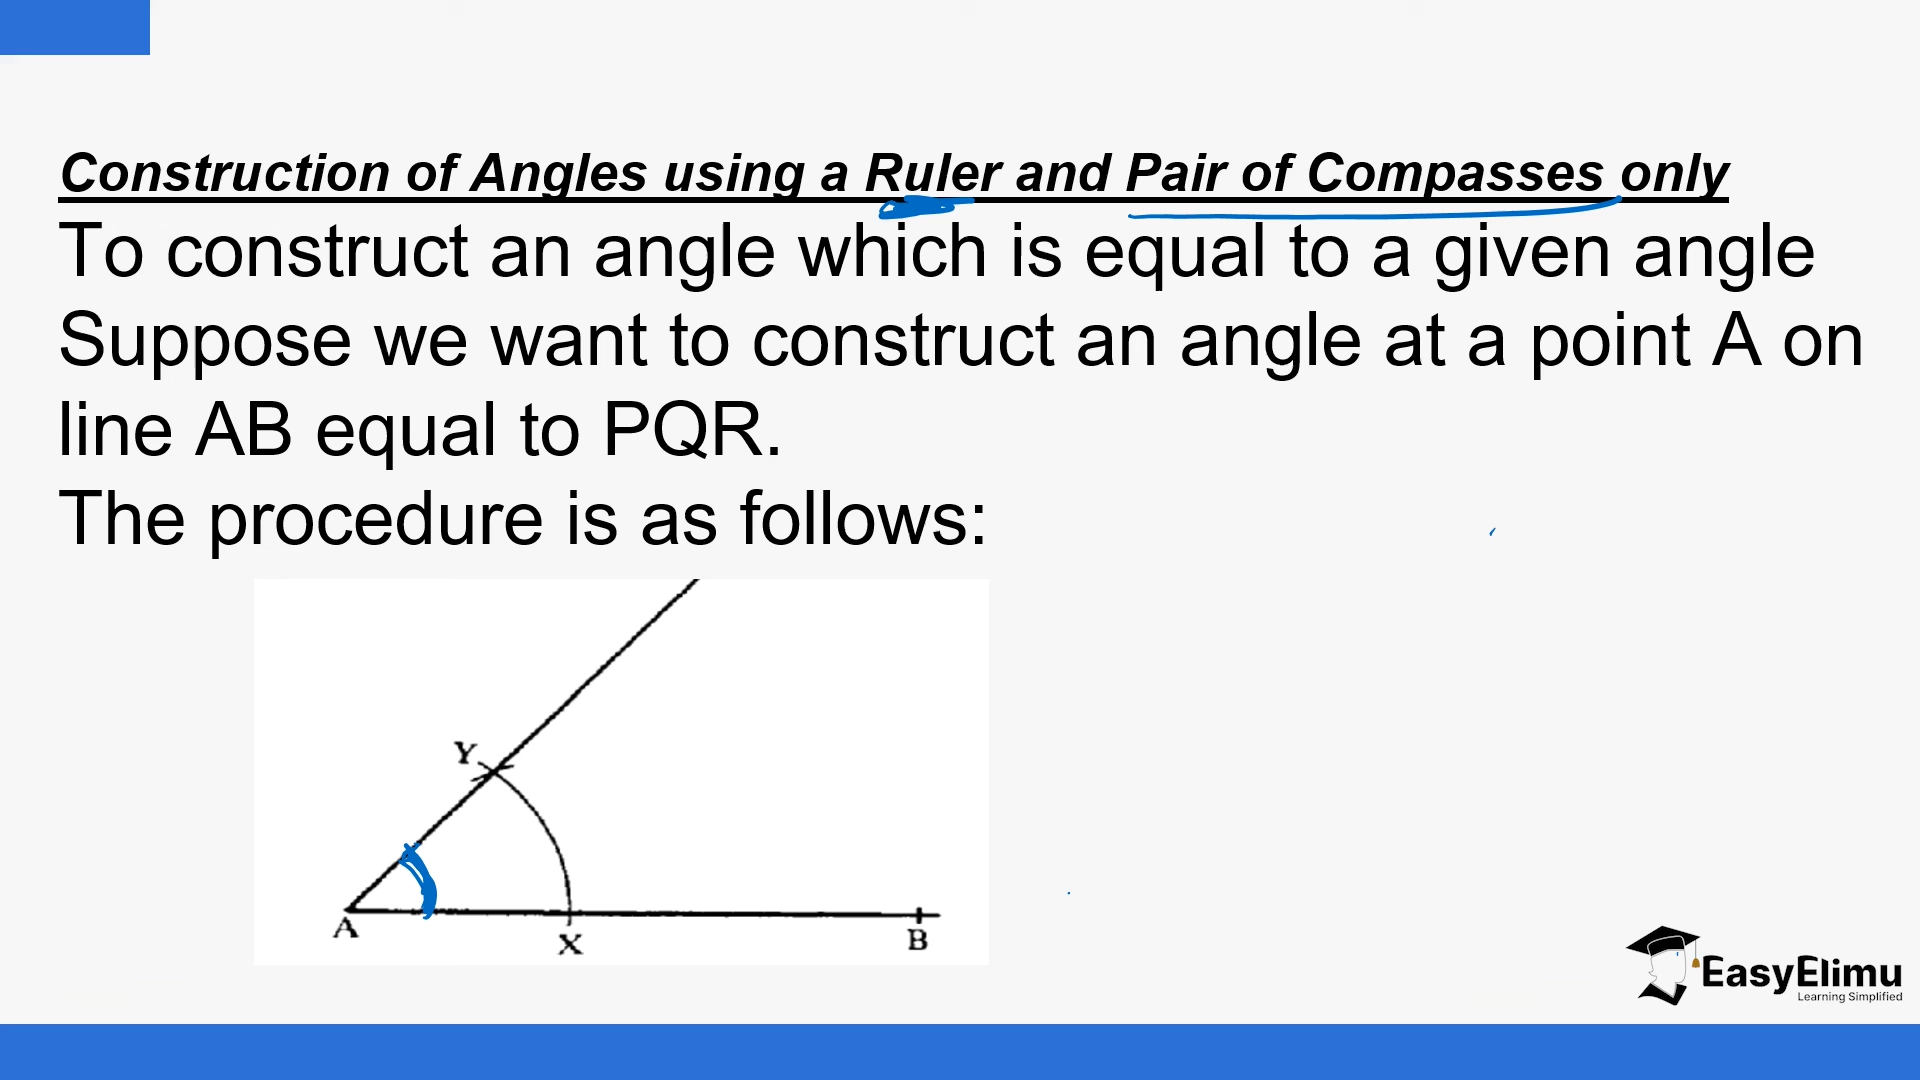 Construction of Angles using a Ruler and Pair of Compasses only
To construct an angle which is equal to a given angle
Suppose we want to construct an angle at a point A on
line AB equal to PQR.
The procedure is as follows:
Y
A
X
B
EasyElimu
Learning Simplified